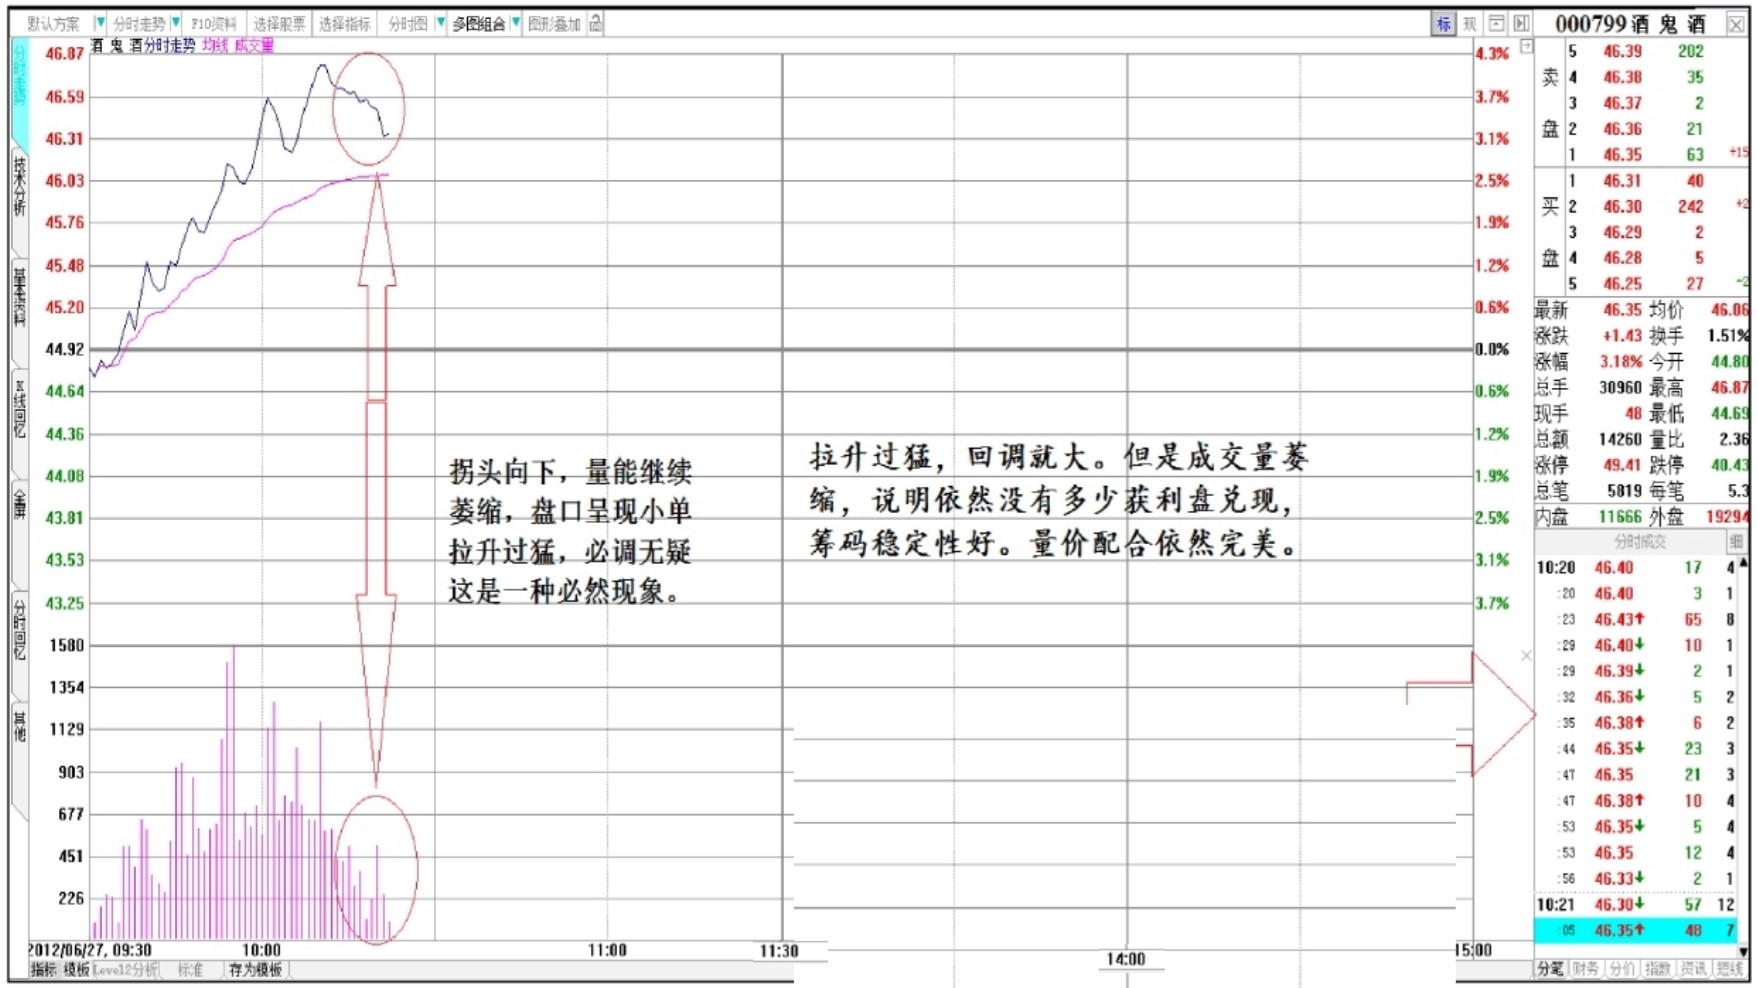 默认方案 分时走势 F10资料 选择股票 选择指标 分时图 多图组合 图形叠加
标 现
000799 酒鬼酒
酒鬼酒分时走势 均线 成交量
分时走势
技术分析
基本资料
K线回忆
全屏
分时回忆
其他
46.87 4.3%
46.59 3.7%
46.31 3.1%
46.03 2.5%
45.76 1.9%
45.48 1.2%
45.20 0.6%
44.92 0.0%
44.64 0.6%
44.36 1.2%
44.08 1.9%
43.81 2.5%
43.53 3.1%
43.25 3.7%
1580
1354
1129
903
677
451
226
拐头向下，量能继续
萎缩，盘口呈现小单
拉升过猛，必调无疑
这是一种必然现象。
拉升过猛，回调就大。但是成交量萎
缩，说明依然没有多少获利盘兑现，
筹码稳定性好。量价配合依然完美。
2012/06/27, 09:30 10:00 11:00 11:30 14:00 15:00
指标 模板 Level2分析 标准 存为模板
卖盘
5 46.39 202
4 46.38 35
3 46.37 2
2 46.36 21
1 46.35 63 +15
买盘
1 46.31 40
2 46.30 242 +2
3 46.29 2
4 46.28 5
5 46.25 27 -2
最新 46.35 均价 46.06
涨跌 +1.43 换手 1.51%
涨幅 3.18% 今开 44.80
总手 30960 最高 46.87
现手 48 最低 44.69
总额 14260 量比 2.36
涨停 49.41 跌停 40.43
总笔 5819 每笔 5.3
内盘 11666 外盘 19294
分时成交 细
10:20 46.40 17 4
:20 46.40 3 1
:23 46.43↑ 65 8
:29 46.40↓ 10 1
:29 46.39↓ 2 1
:32 46.36↓ 5 2
:35 46.38↑ 6 2
:44 46.35↓ 23 3
:47 46.35 21 3
:47 46.38↑ 10 4
:53 46.35↓ 5 4
:53 46.35 12 4
:56 46.33↓ 2 1
10:21 46.30↓ 57 12
:05 46.35↑ 48 7
分笔 财务 分价 指数 资讯 短线